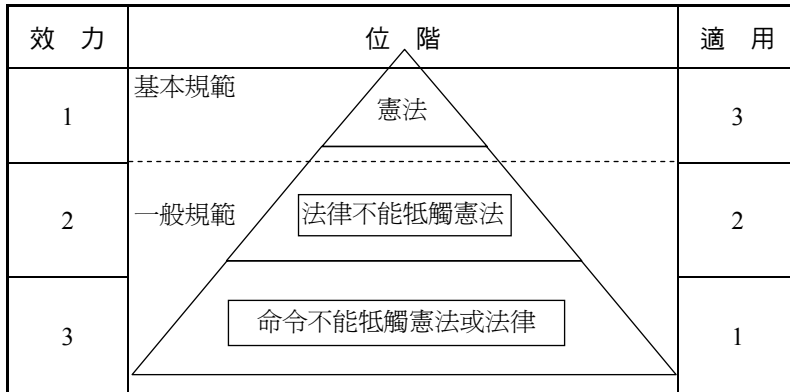 效 力 位 階 適 用
基本規範
1 憲法 3
2 一般規範 法律不能牴觸憲法 2
3 命令不能牴觸憲法或法律 1